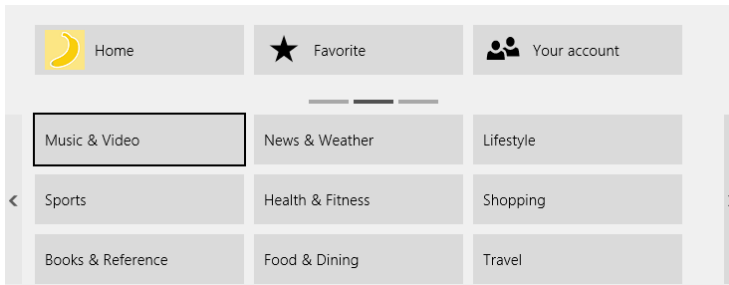 Home
Favorite
Your account
Music & Video
News & Weather
Lifestyle
Sports
Health & Fitness
Shopping
Books & Reference
Food & Dining
Travel